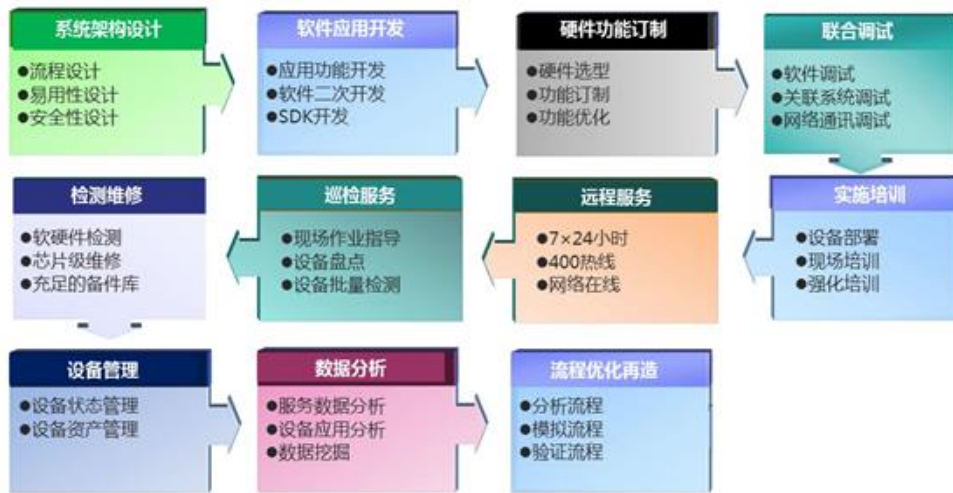 系统架构设计
●流程设计
●易用性设计
●安全性设计
软件应用开发
●应用功能开发
●软件二次开发
●SDK开发
硬件功能订制
●硬件选型
●功能订制
●功能优化
联合调试
●软件调试
●关联系统调试
●网络通讯调试
实施培训
●设备部署
●现场培训
●强化培训
远程服务
●7×24小时
●400热线
●网络在线
巡检服务
●现场作业指导
●设备盘点
●设备批量检测
检测维修
●软硬件检测
●芯片级维修
●充足的备件库
设备管理
●设备状态管理
●设备资产管理
数据分析
●服务数据分析
●设备应用分析
●数据挖掘
流程优化再造
●分析流程
●模拟流程
●验证流程